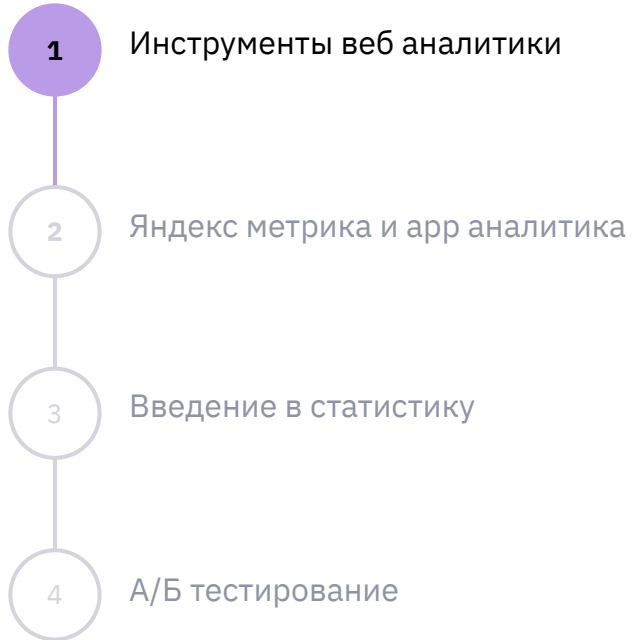 1 Инструменты веб аналитики
2 Яндекс метрика и app аналитика
3 Введение в статистику
4 А/Б тестирование